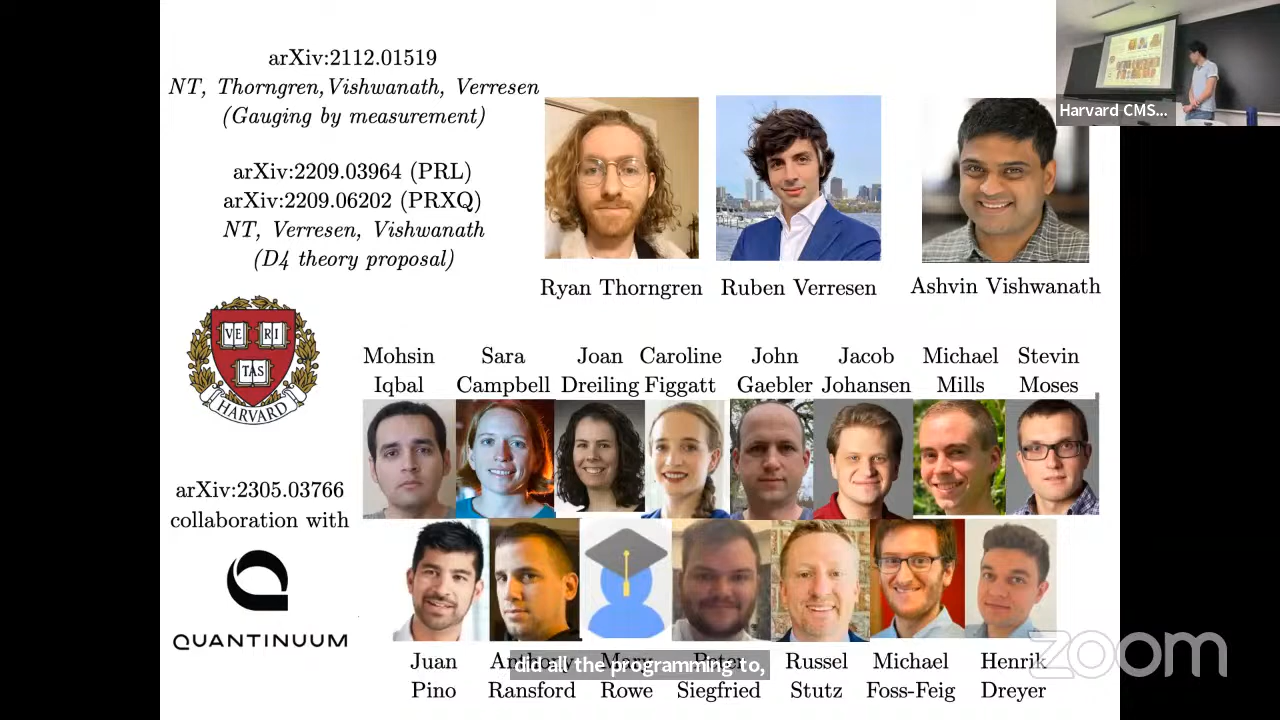 arXiv:2112.01519
NT, Thorngren,Vishwanath, Verresen
(Gauging by measurement)
arXiv:2209.03964 (PRL)
arXiv:2209.06202 (PRXQ)
NT, Verresen, Vishwanath
(D4 theory proposal)
Ryan Thorngren
Ruben Verresen
Ashvin Vishwanath
Harvard CMS...
VE RI
TAS
HARVARD
Mohsin Iqbal
Sara Campbell
Joan Dreiling
Caroline Figgatt
John Gaebler
Jacob Johansen
Michael Mills
Stevin Moses
arXiv:2305.03766
collaboration with
QUANTINUUM
Juan Pino
Anthony Ransford
Mary Rowe
Peter Siegfried
Russel Stutz
Michael Foss-Feig
Henrik Dreyer
did all the programming to,
zoom